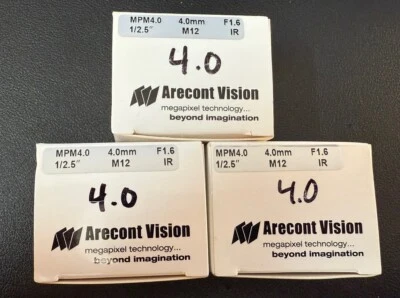 MPM4.0 4.0mm F1.6
1/2.5" M12 IR
4.0
Arecont Vision
megapixel technology...
beyond imagination
MPM4.0 4.0mm F1.6
1/2.5" M12 IR
4.0
Arecont Vision
megapixel technology...
beyond imagination
MPM4.0 4.0mm F1.6
1/2.5" M12 IR
4.0
Arecont Vision
megapixel technology...
beyond imagination